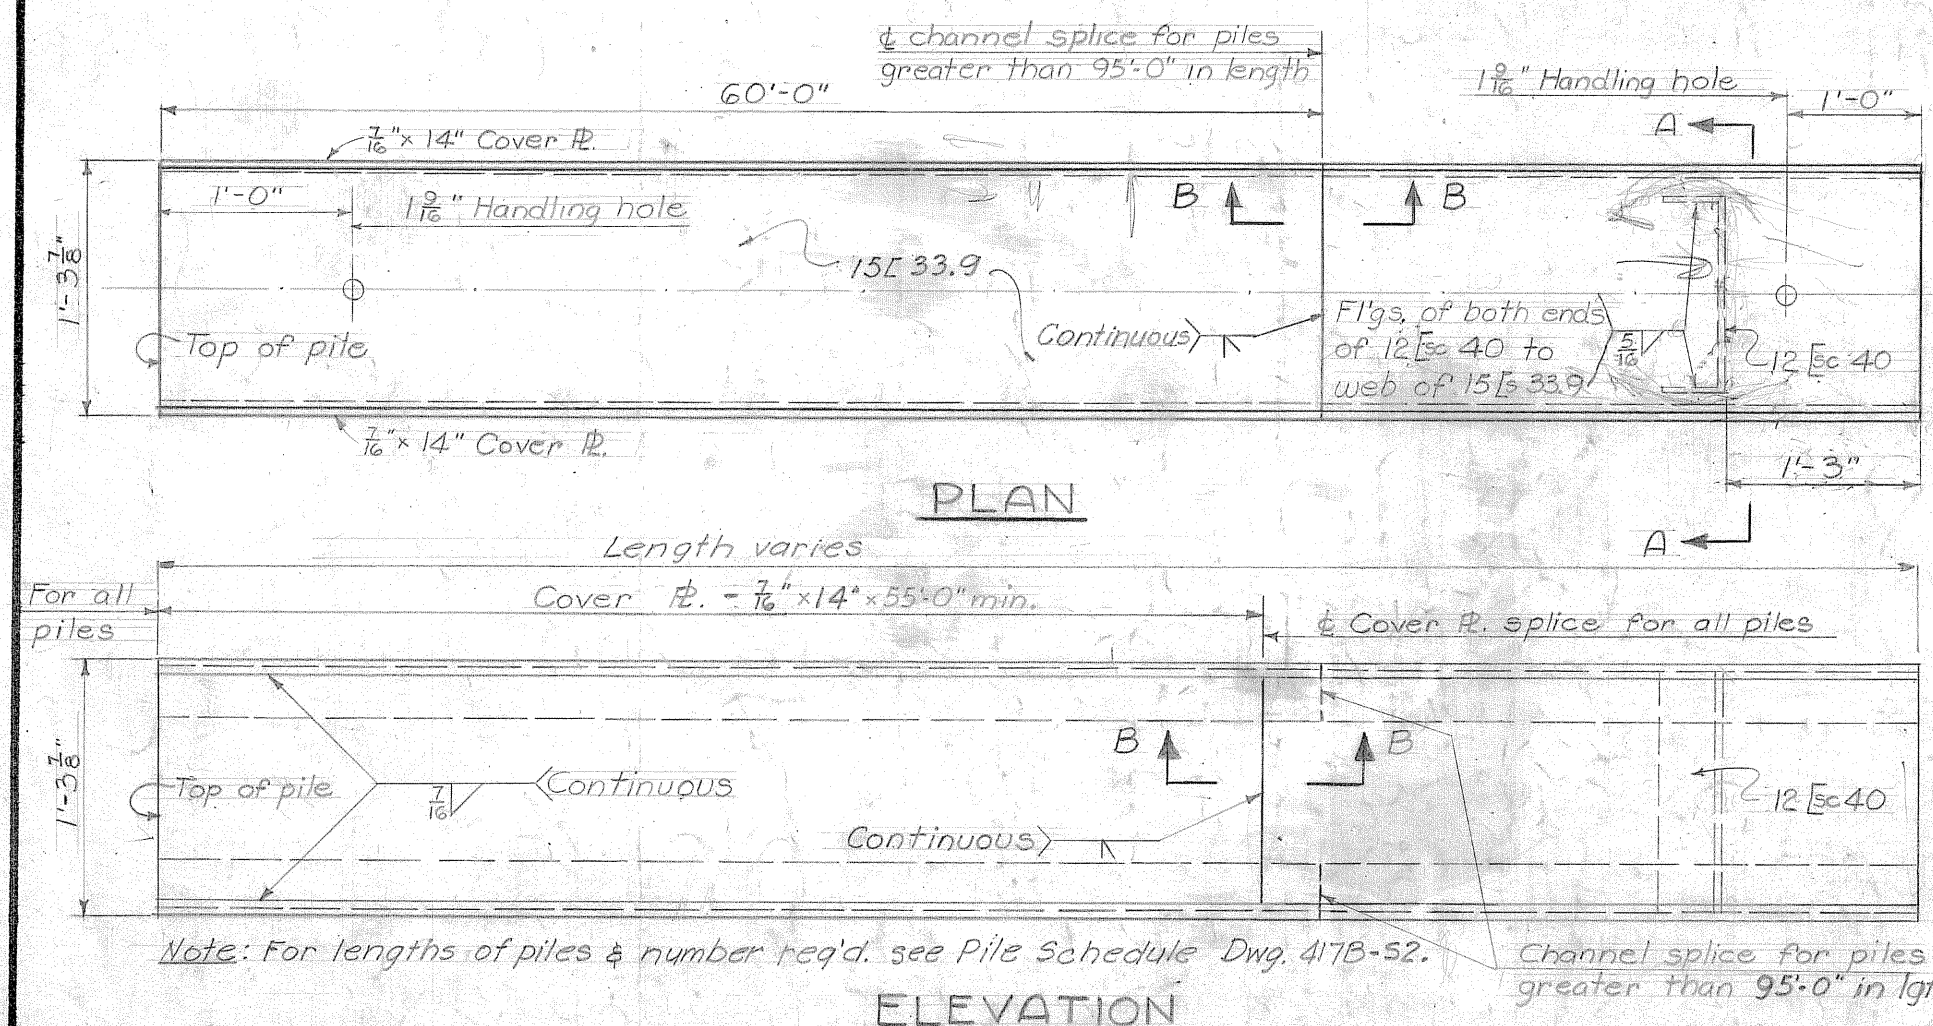 ℄ channel splice for piles
greater than 95'-0" in length
60'-0"
1 9/16" Handling hole
1'-0"
A
7/16" x 14" Cover ℙL.
1'-0"
1 9/16" Handling hole
B
B
1'-3 7/8"
15[ 33.9
Top of pile
Continuous
Fl'gs. of both ends
of 12 [sc 40 to
web of 15 [s 33.9
5/16
12 [sc 40
7/16" x 14" Cover ℙL.
1'-3"
PLAN
A
Length varies
For all
piles
Cover ℙL. - 7/16" x 14" x 55'-0" min.
℄ Cover ℙL. splice for all piles
1'-3 7/8"
B
B
Top of pile
7/16
Continuous
12 [sc 40
Continuous
Note: For lengths of piles & number req'd. see Pile Schedule Dwg. 417B-S2.
Channel splice for piles
greater than 95'-0" in lgt
ELEVATION